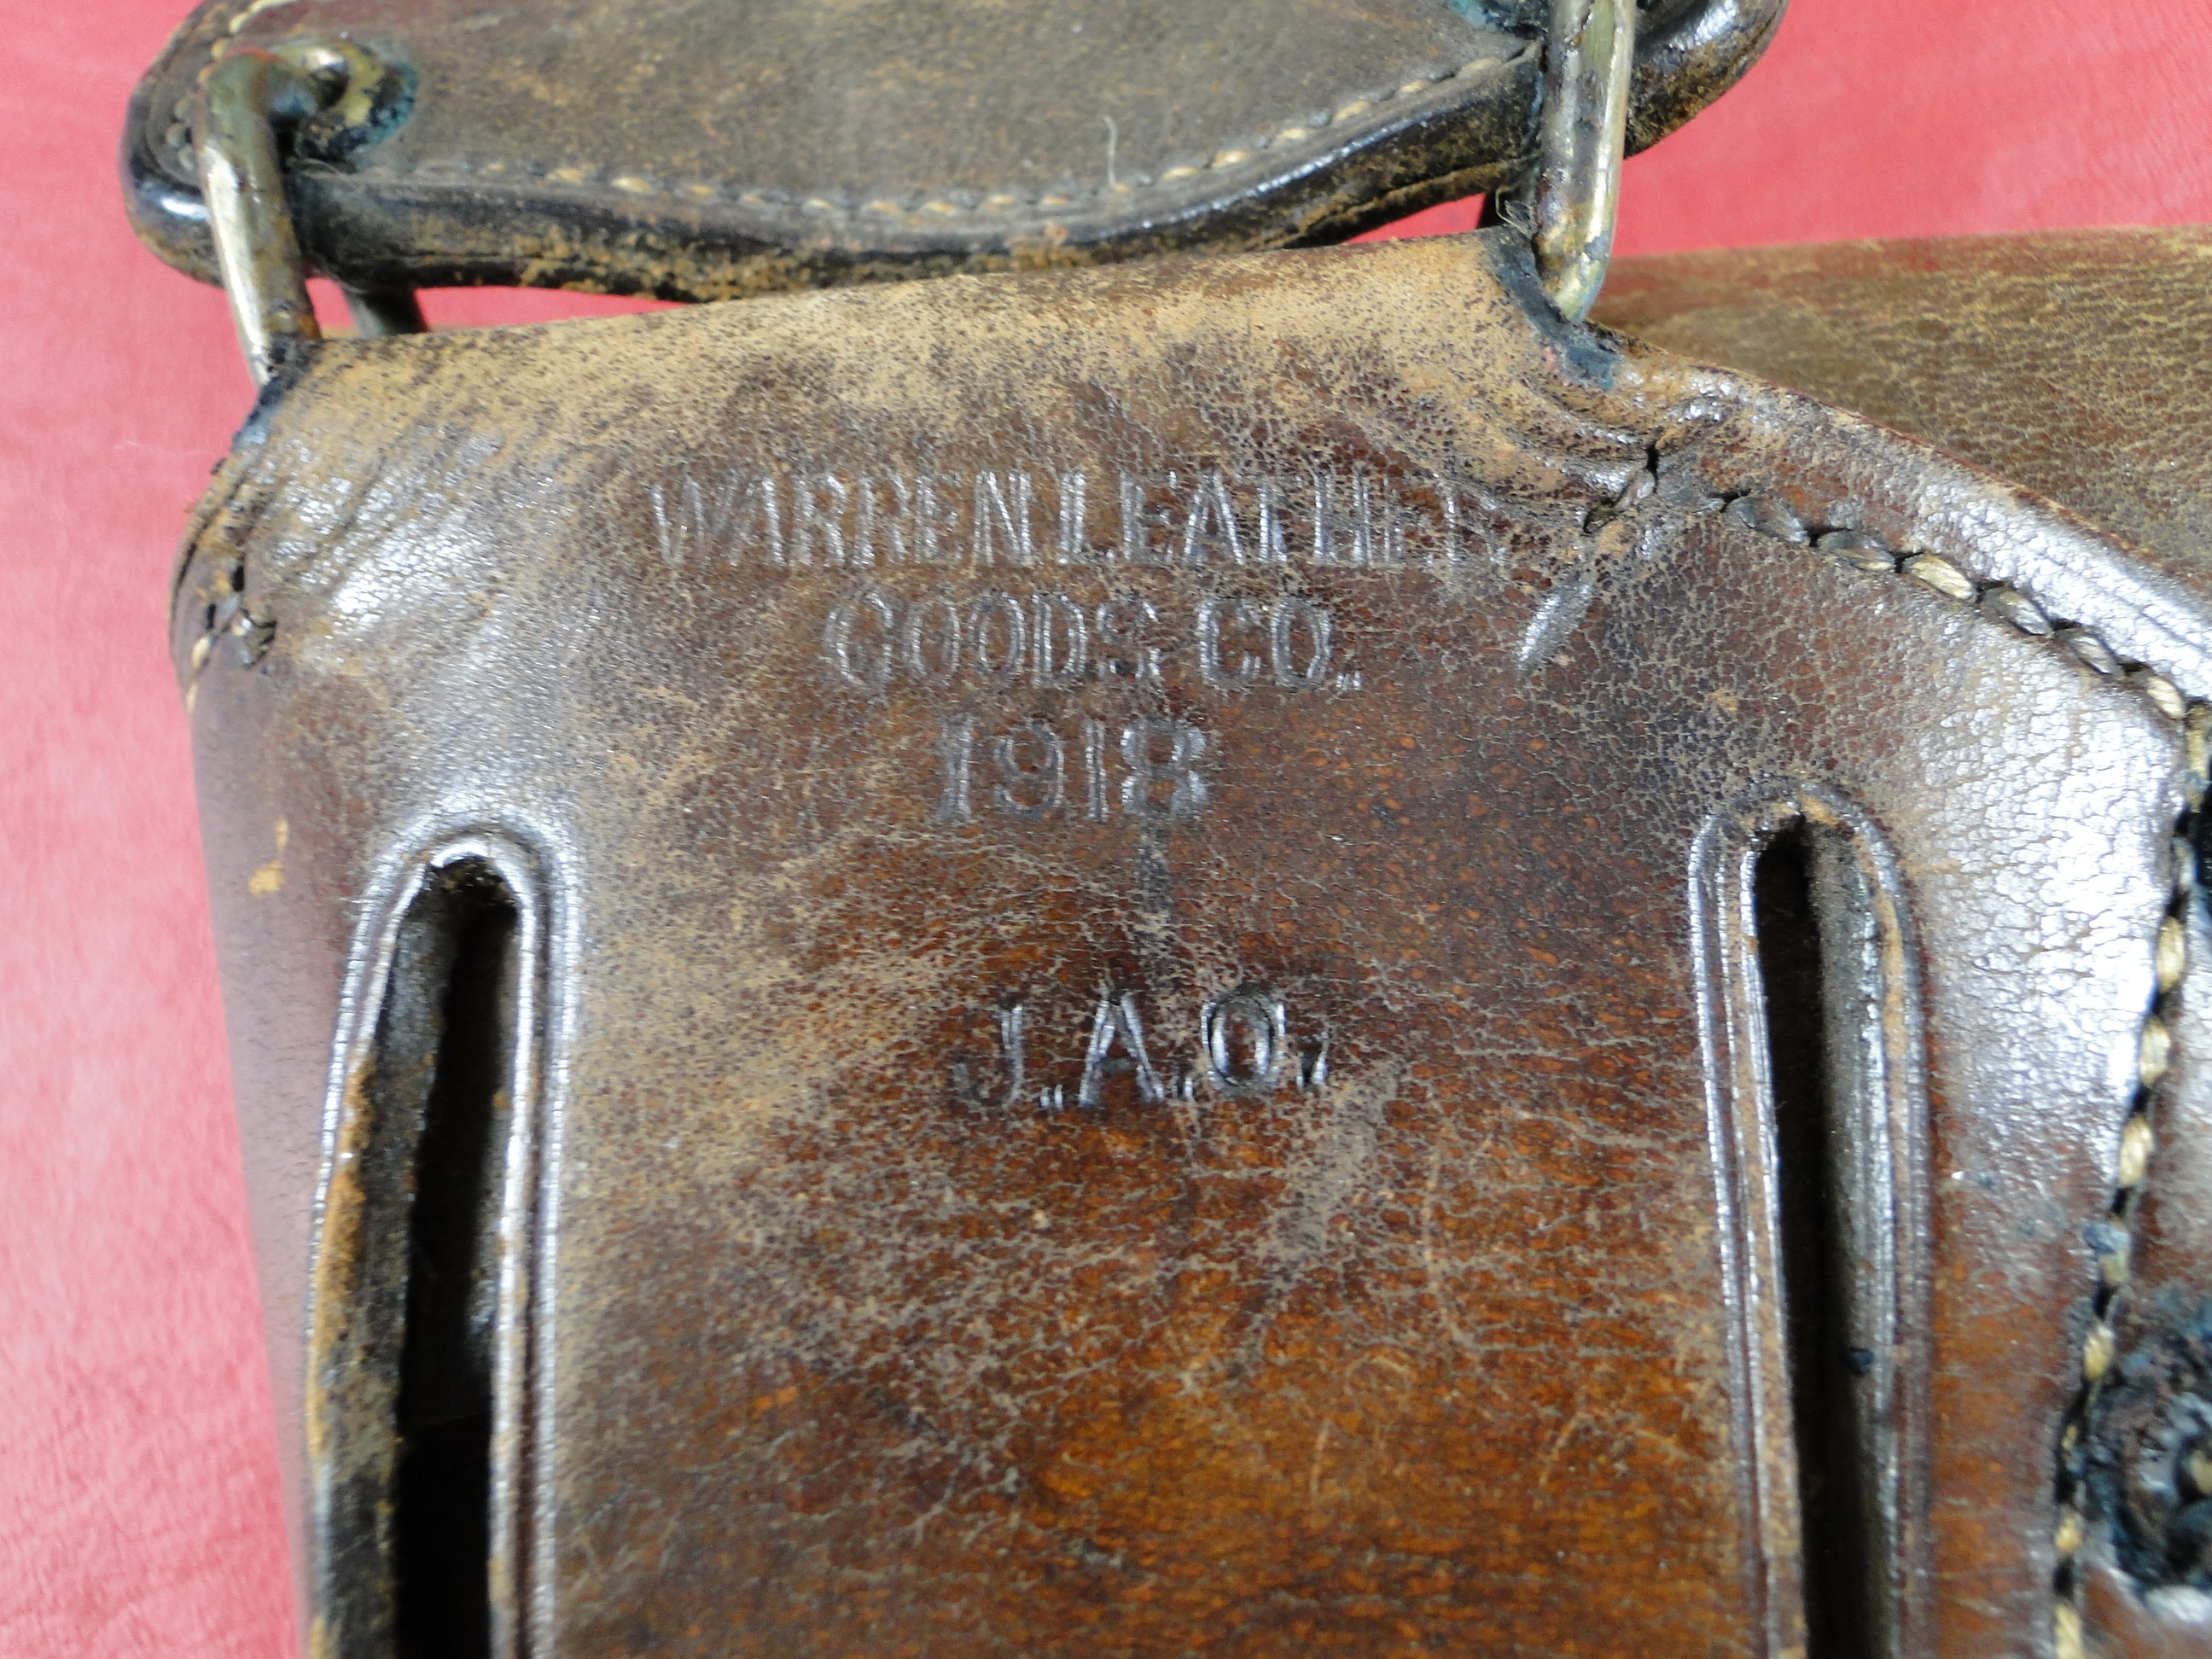 WARREN LEATHER
GOODS CO.
1918
J.A.O.